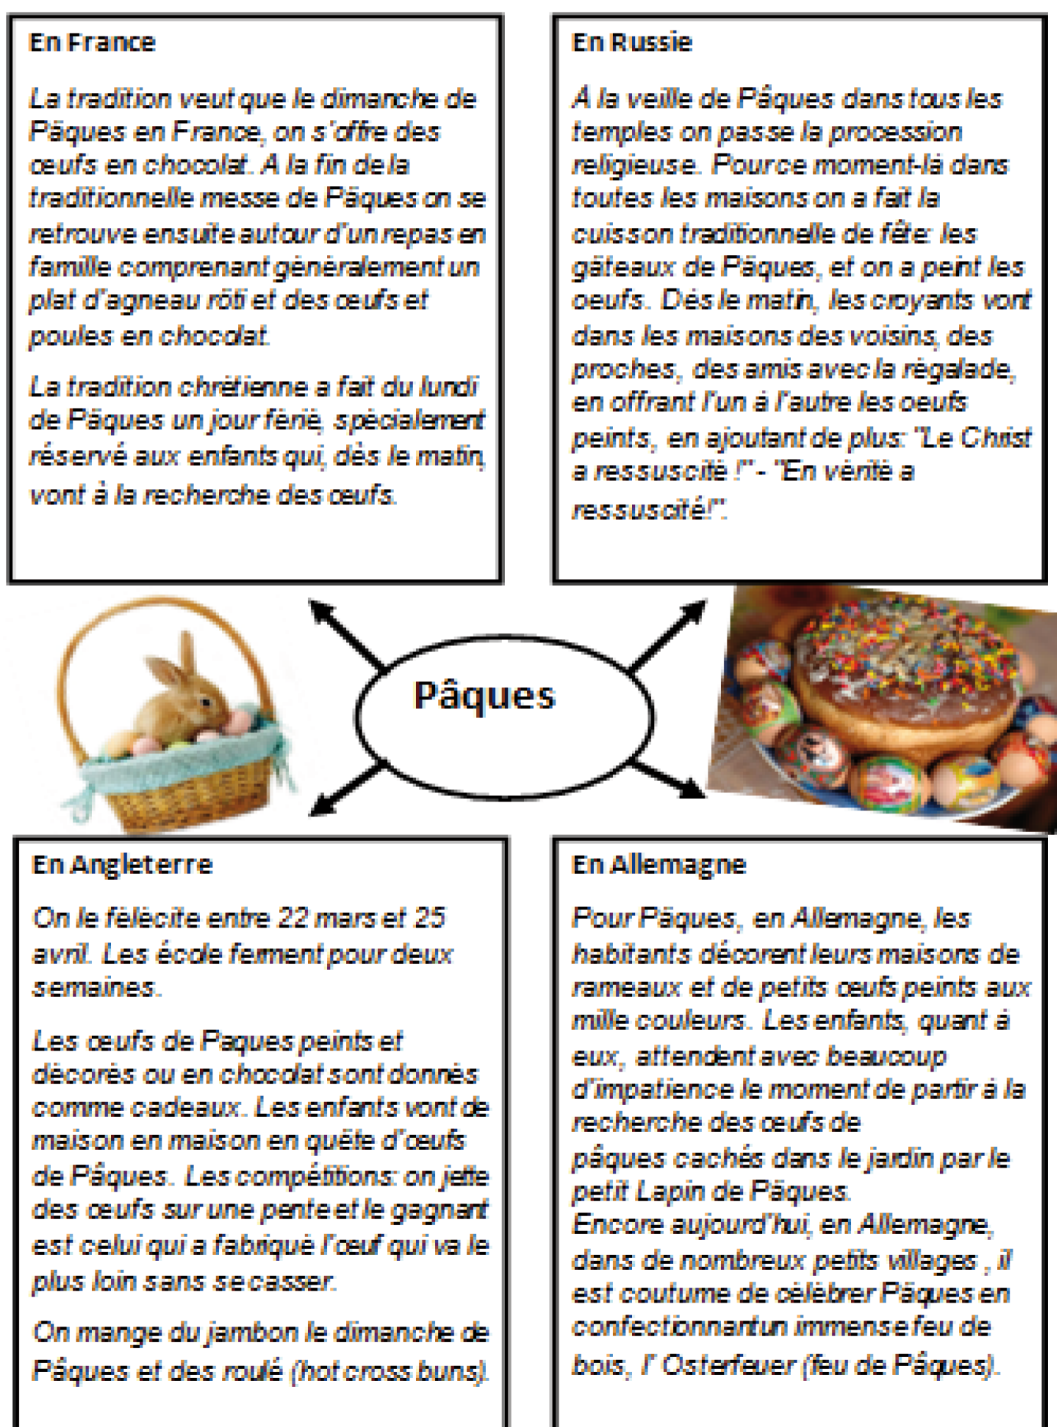 En France
La tradition veut que le dimanche de
Pâques en France, on s'offre des
œufs en chocolat. A la fin de la
traditionnelle messe de Pâques on se
retrouve ensuite autour d'un repas en
famille comprenant généralement un
plat d'agneau rôti et des œufs et
poules en chocolat.
La tradition chrétienne a fait du lundi
de Pâques un jour férié, spécialement
réservé aux enfants qui, dès le matin,
vont à la recherche des œufs.
En Russie
À la veille de Pâques dans tous les
temples on passe la procession
religieuse. Pour ce moment-là dans
toutes les maisons on a fait la
cuisson traditionnelle de fête: les
gâteaux de Pâques, et on a peint les
oeufs. Dès le matin, les croyants vont
dans les maisons des voisins, des
proches, des amis avec la régalade,
en offrant l'un à l'autre les oeufs
peints, en ajoutant de plus: "Le Christ
a ressuscité !" - "En vérité a
ressuscité!".
Pâques
En Angleterre
On le félécite entre 22 mars et 25
avril. Les école ferment pour deux
semaines.
Les œufs de Paques peints et
décorés ou en chocolat sont donnés
comme cadeaux. Les enfants vont de
maison en maison en quête d'œufs
de Pâques. Les compétitions: on jette
des œufs sur une pente et le gagnant
est celui qui a fabriqué l'œuf qui va le
plus loin sans se casser.
On mange du jambon le dimanche de
Pâques et des roulé (hot cross buns).
En Allemagne
Pour Pâques, en Allemagne, les
habitants décorent leurs maisons de
rameaux et de petits œufs peints aux
mille couleurs. Les enfants, quant à
eux, attendent avec beaucoup
d'impatience le moment de partir à la
recherche des œufs de
pâques cachés dans le jardin par le
petit Lapin de Pâques.
Encore aujourd'hui, en Allemagne,
dans de nombreux petits villages , il
est coutume de célébrer Pâques en
confectionnant un immense feu de
bois, l' Osterfeuer (feu de Pâques).